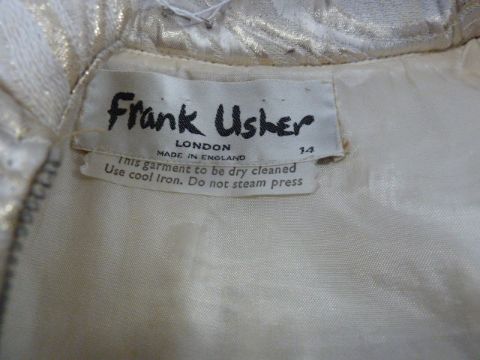 Frank Usher
LONDON
MADE IN ENGLAND
14
This garment to be dry cleaned
Use cool Iron. Do not steam press